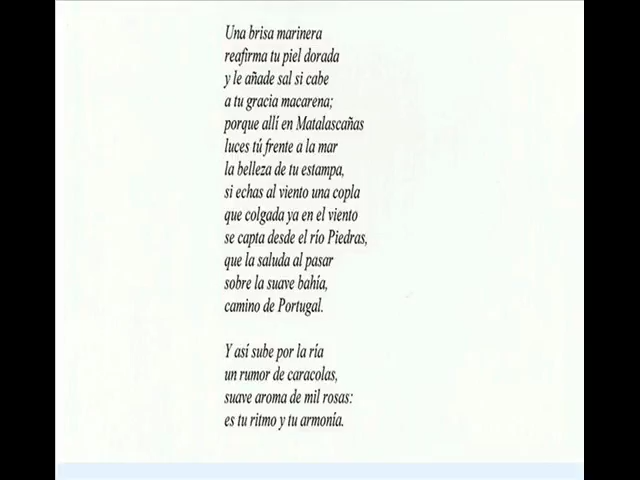 Una brisa marinera
reafirma tu piel dorada
y le añade sal si cabe
a tu gracia macarena;
porque allí en Matalascañas
luces tú frente a la mar
la belleza de tu estampa,
si echas al viento una copla
que colgada ya en el viento
se capta desde el río Piedras,
que la saluda al pasar
sobre la suave bahía,
camino de Portugal.

Y así sube por la ría
un rumor de caracolas,
suave aroma de mil rosas:
es tu ritmo y tu armonía.